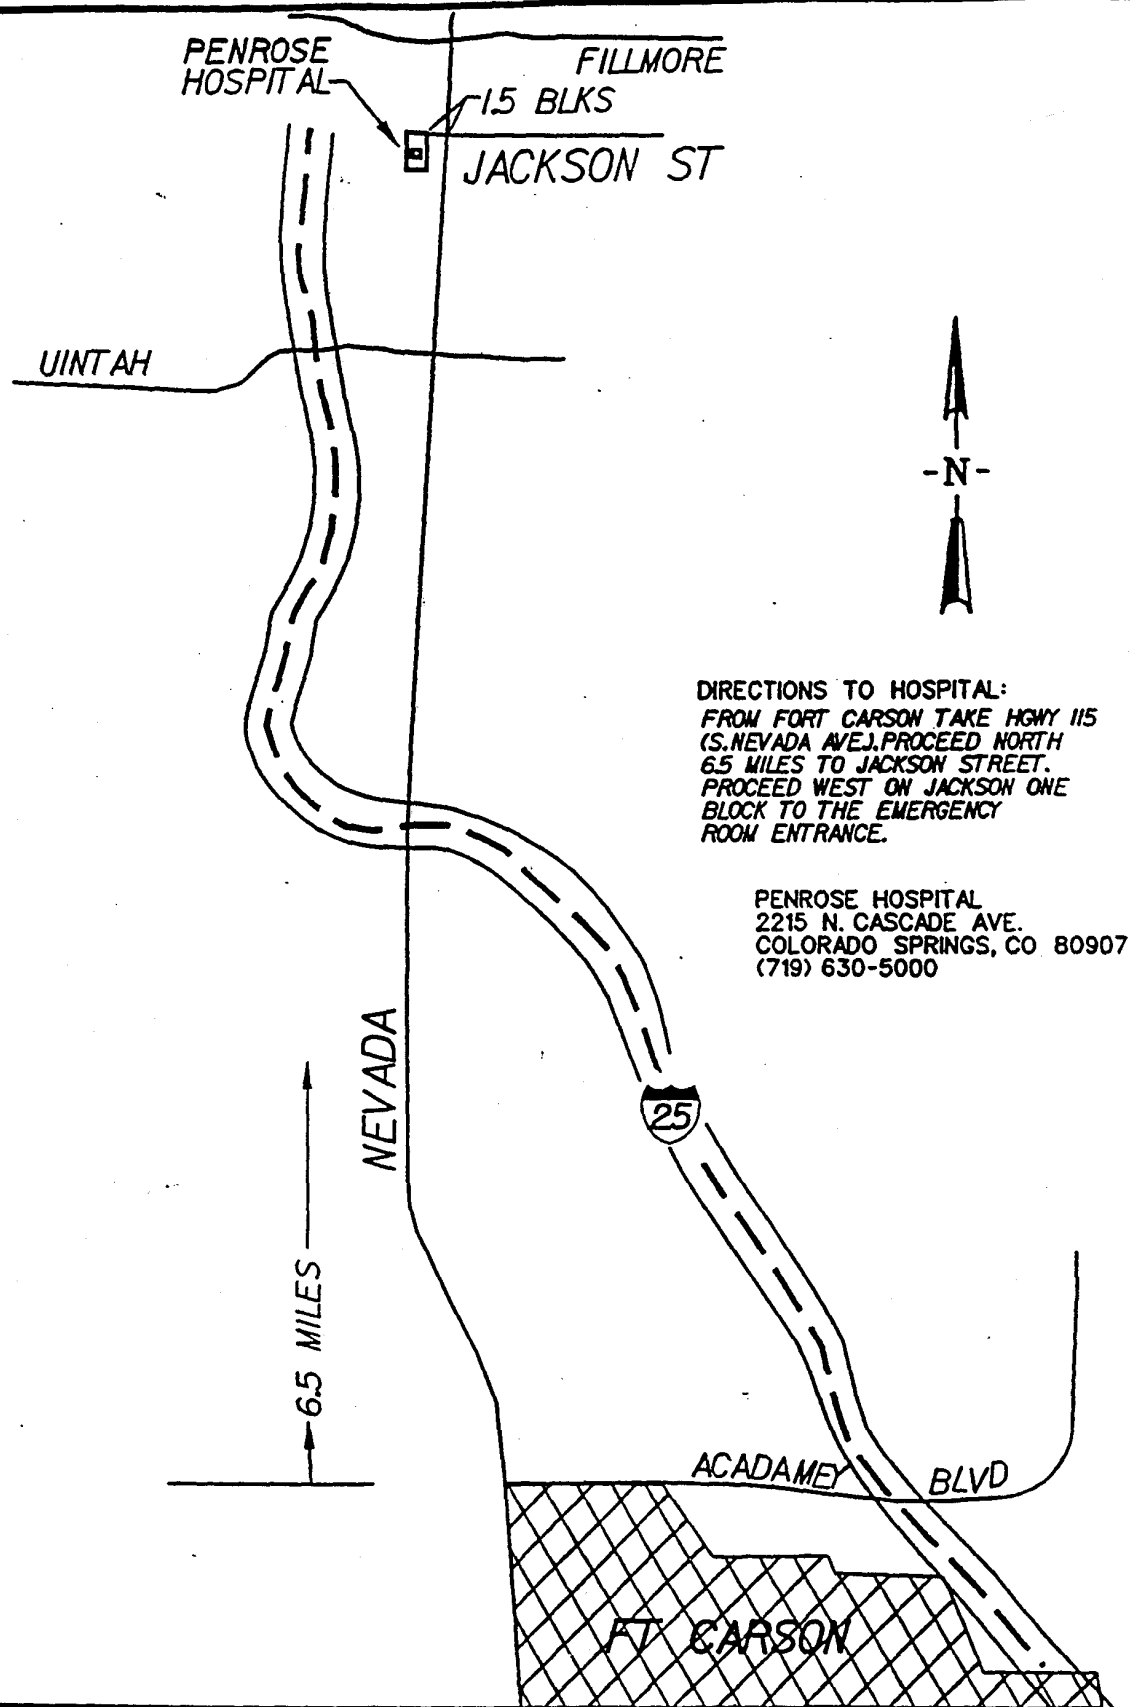 PENROSE
HOSPITAL
FILLMORE
1.5 BLKS
JACKSON ST
UINTAH
-N-
DIRECTIONS TO HOSPITAL:
FROM FORT CARSON TAKE HGWY 115
(S.NEVADA AVE.).PROCEED NORTH
6.5 MILES TO JACKSON STREET.
PROCEED WEST ON JACKSON ONE
BLOCK TO THE EMERGENCY
ROOM ENTRANCE.
PENROSE HOSPITAL
2215 N. CASCADE AVE.
COLORADO SPRINGS, CO 80907
(719) 630-5000
NEVADA
25
6.5 MILES
ACADAMEY BLVD
FT CARSON